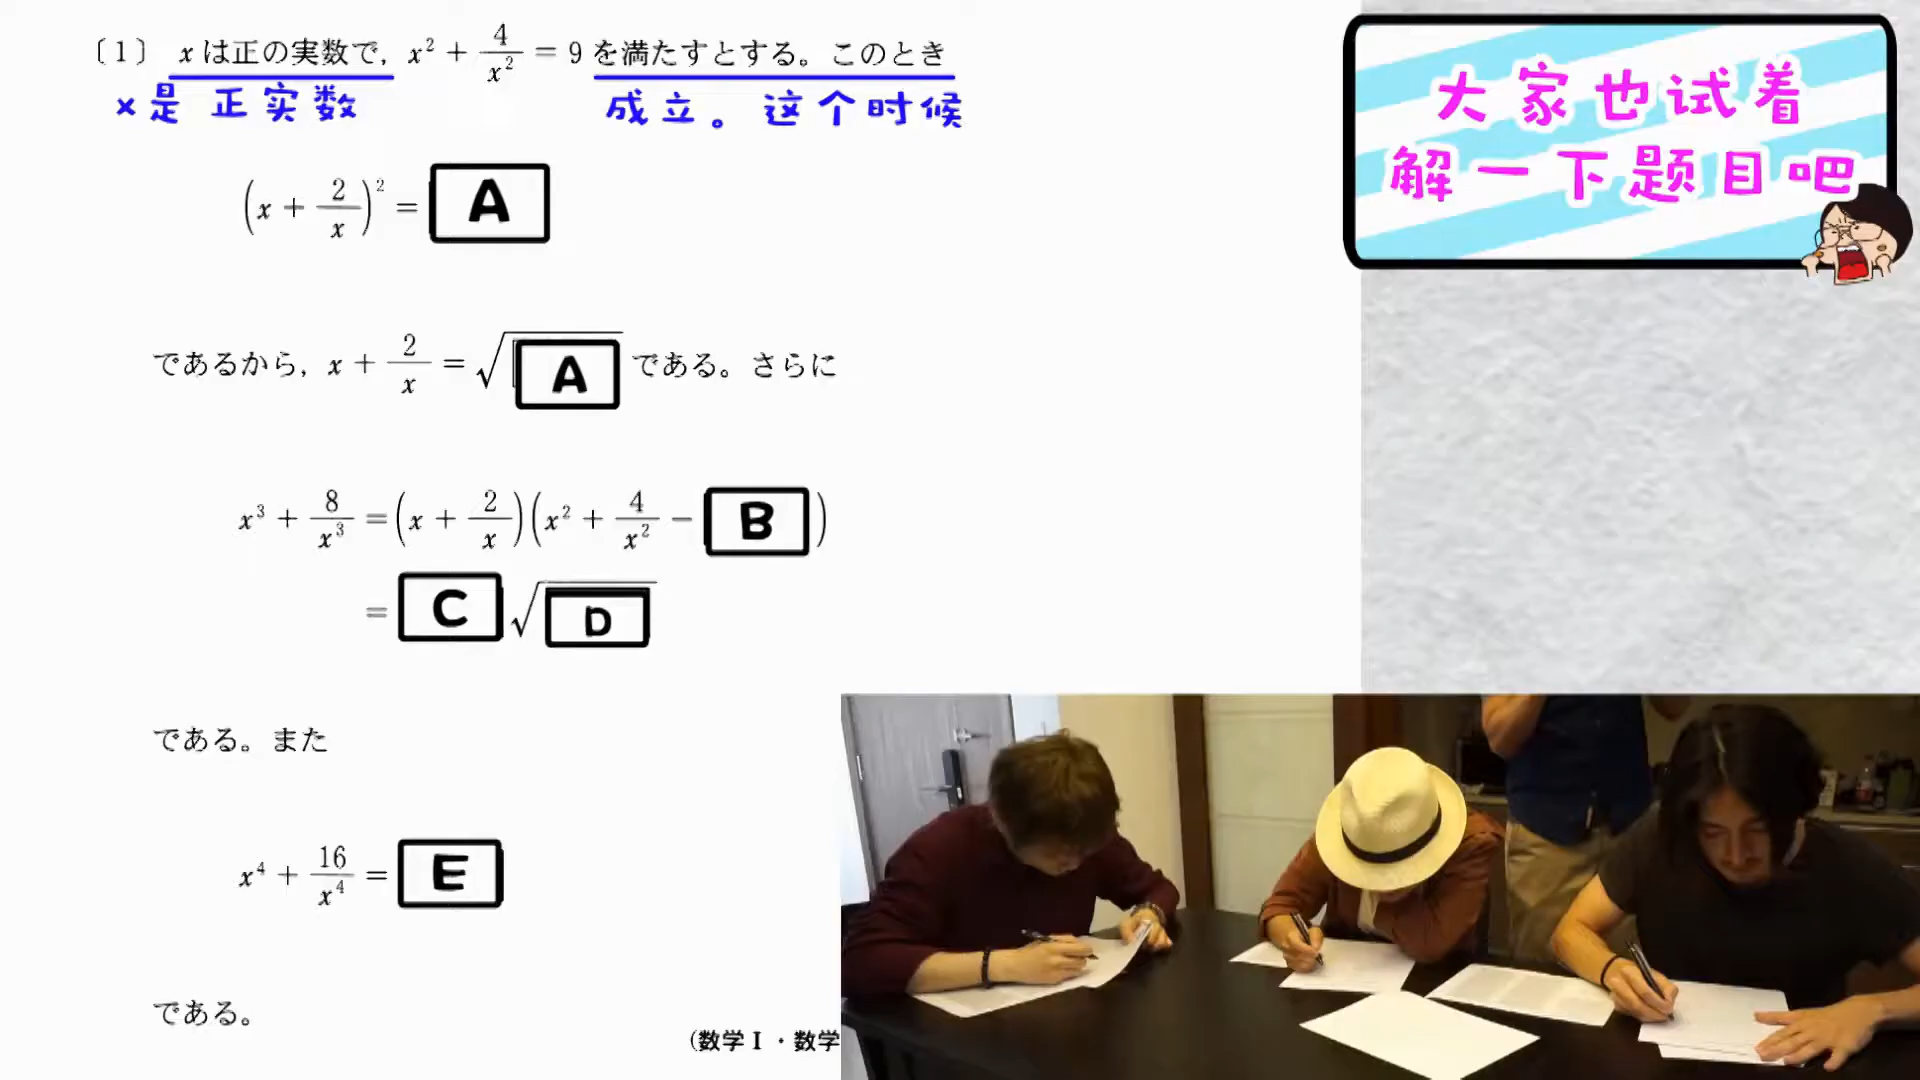 〔1〕 x は正の実数で, x² + 4/x² = 9 を満たすとする。このとき
x是 正实数 成立。这个时候
大家也试着
解一下题目吧
(x + 2/x)² = A
であるから, x + 2/x = √A である。さらに
x³ + 8/x³ = (x + 2/x)(x² + 4/x² − B)
= C √D
である。また
x⁴ + 16/x⁴ = E
である。
(数学 I・数学